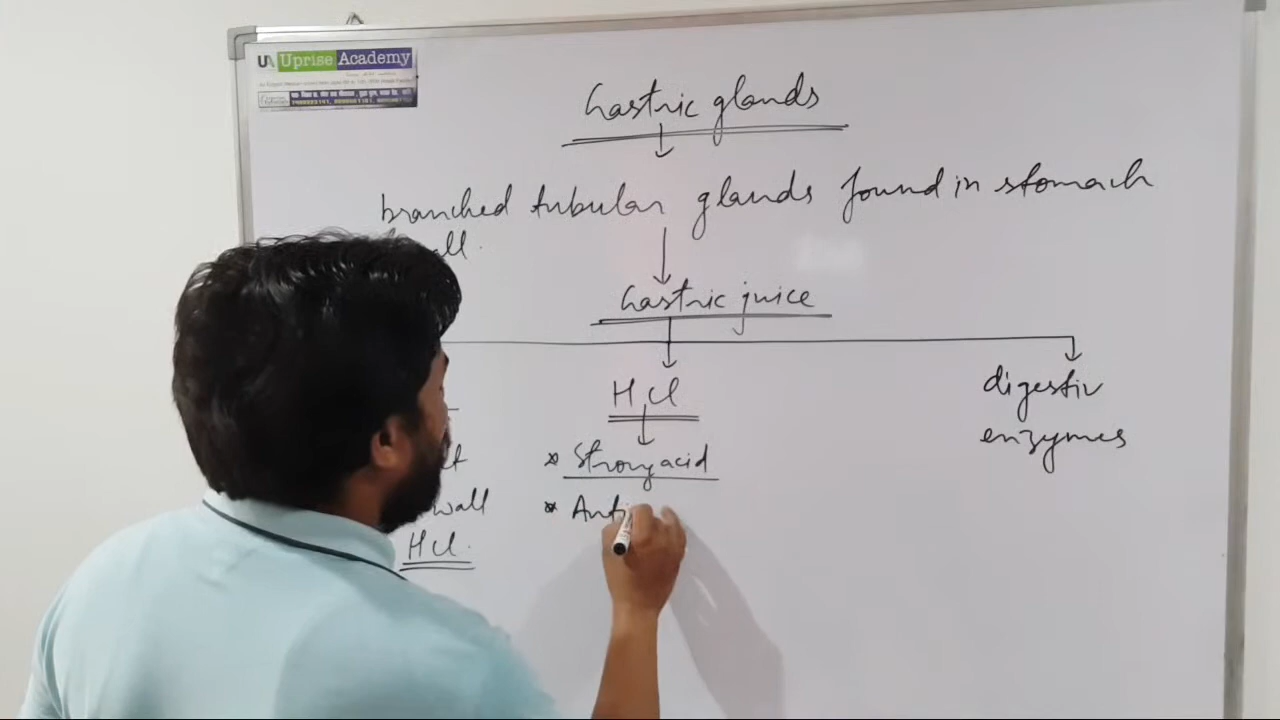 UA Uprise Academy
Gastric glands
branched tubular glands found in stomach
Gastric juice
HCl
digestiv
enzymes
* Strong acid
wall
* Anti
HCl.